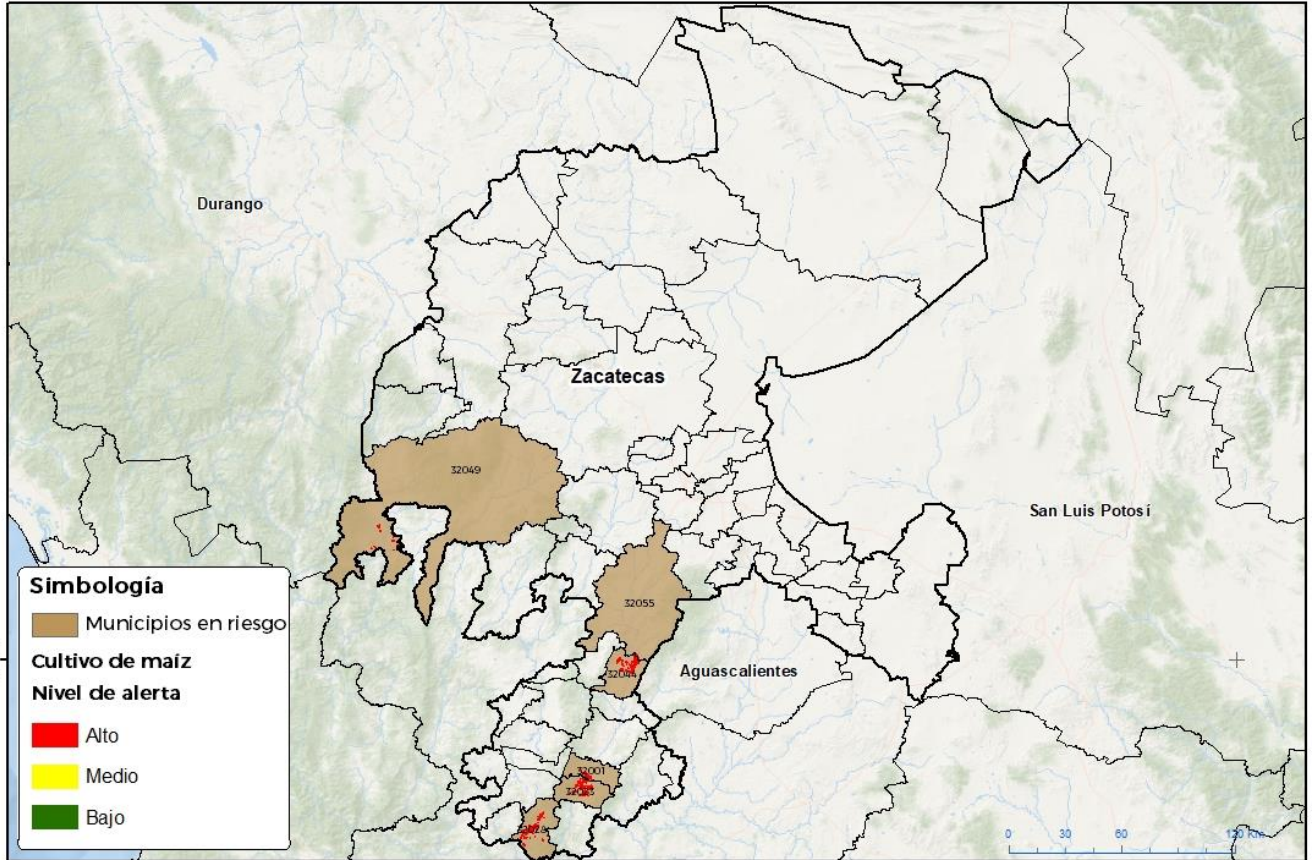 Durango
Zacatecas
32049
San Luis Potosí
32055
Aguascalientes
32001
Simbología
Municipios en riesgo
Cultivo de maíz
Nivel de alerta
Alto
Medio
Bajo
0 30 60 120 Km